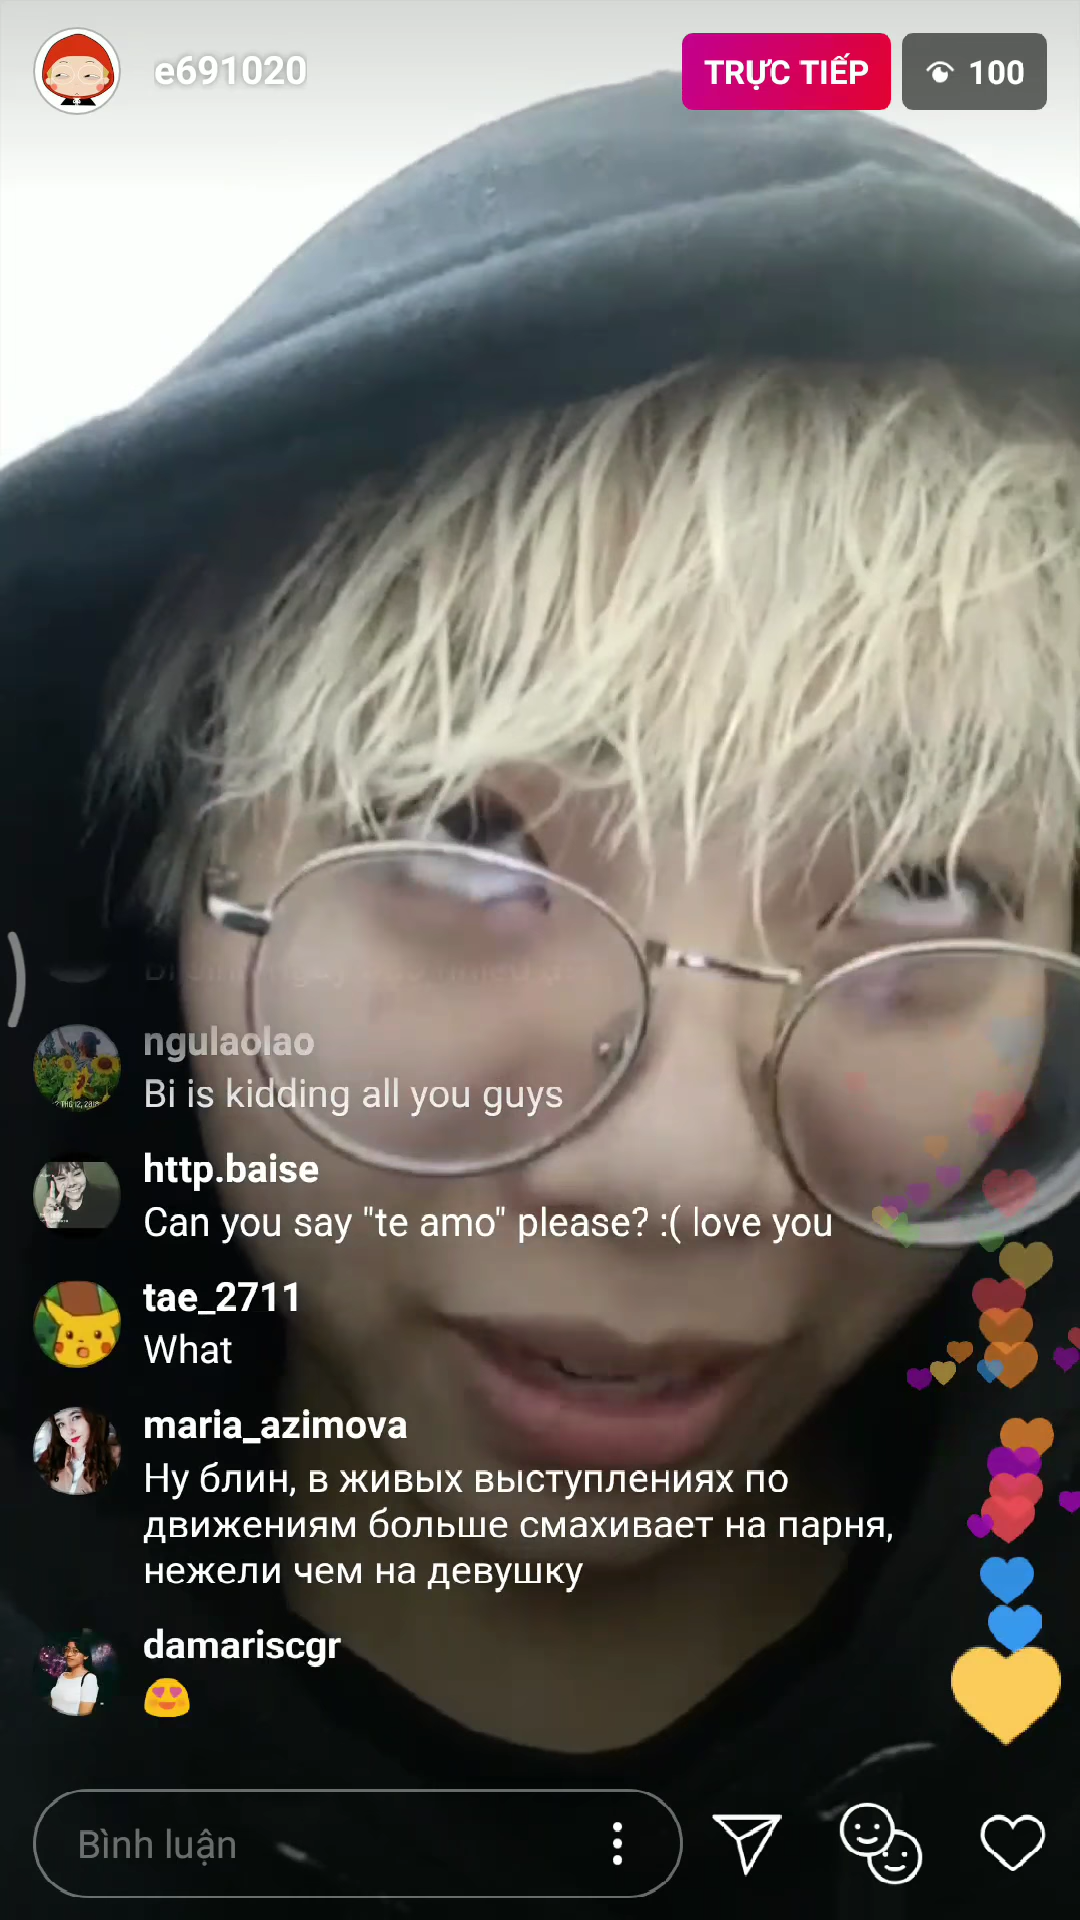 e691020
TRỰC TIẾP
100
ngulaolao
Bi is kidding all you guys
http.baise
Can you say "te amo" please? :( love you
tae_2711
What
maria_azimova
Ну блин, в живых выступлениях по
движениям больше смахивает на парня,
нежели чем на девушку
damariscgr
😍
Bình luận